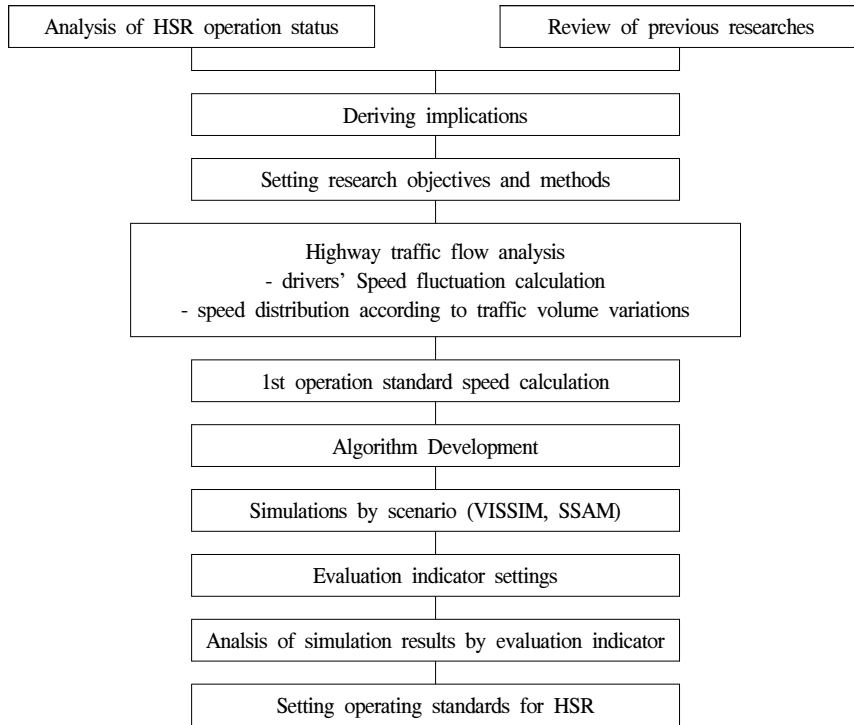 Analysis of HSR operation status
Review of previous researches
Deriving implications
Setting research objectives and methods
Highway traffic flow analysis
- drivers’ Speed fluctuation calculation
- speed distribution according to traffic volume variations
1st operation standard speed calculation
Algorithm Development
Simulations by scenario (VISSIM, SSAM)
Evaluation indicator settings
Analsis of simulation results by evaluation indicator
Setting operating standards for HSR